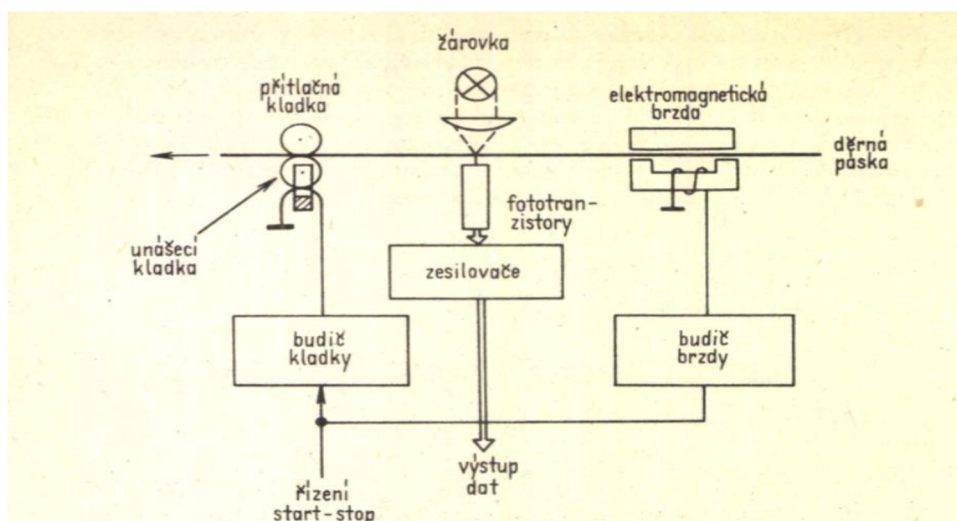 žárovka
přítlačná
kladka
elektromagnetická
brzda
děrná
páska
unášecí
kladka
fototran-
zistory
zesilovače
budič
kladky
budič
brzdy
výstup
dat
řízení
start-stop